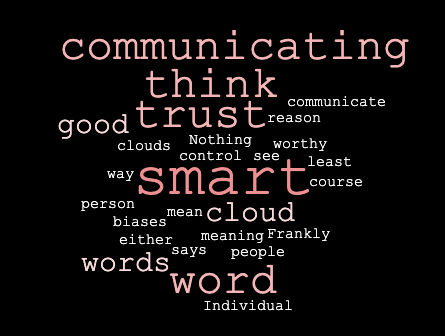 communicating
think
communicate
trust reason
good
Nothing worthy
clouds
control see
least
way smart
course
person
mean cloud
biases
either meaning Frankly
says people
words
word
Individual